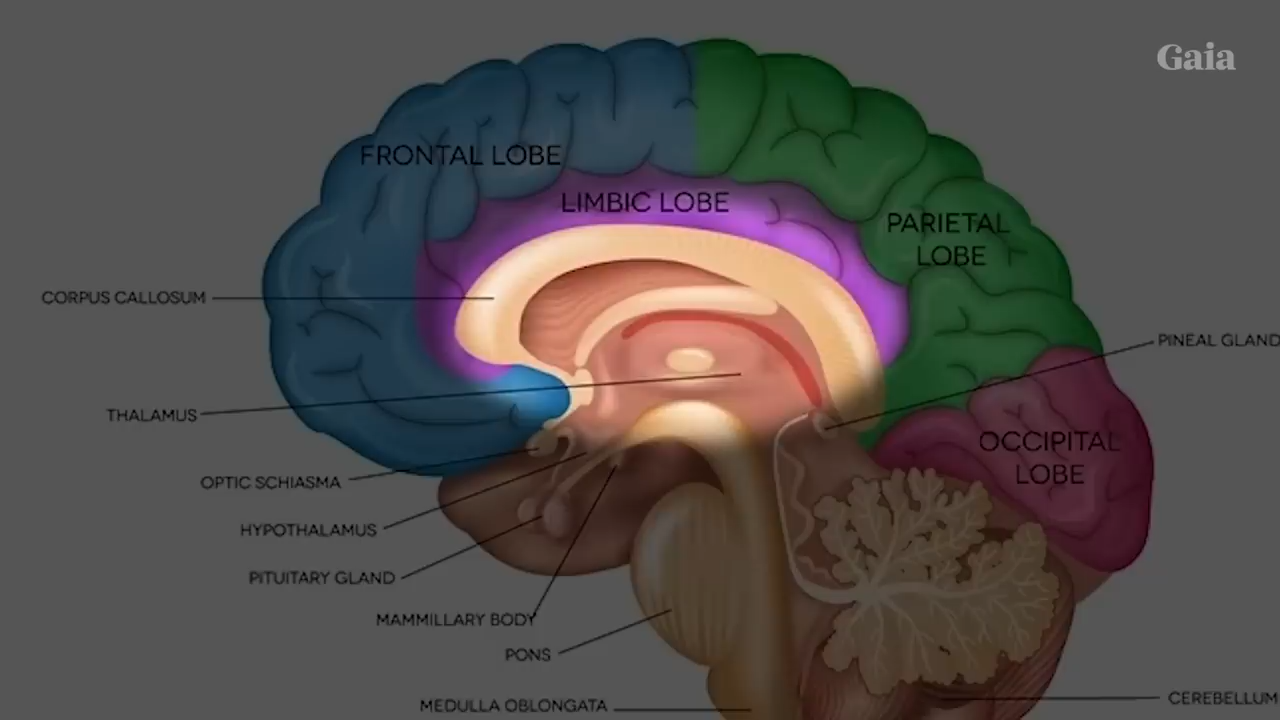 Gaia
FRONTAL LOBE
LIMBIC LOBE
PARIETAL
LOBE
CORPUS CALLOSUM
PINEAL GLAND
THALAMUS
OCCIPITAL
LOBE
OPTIC SCHIASMA
HYPOTHALAMUS
PITUITARY GLAND
MAMMILLARY BODY
PONS
CEREBELLUM
MEDULLA OBLONGATA